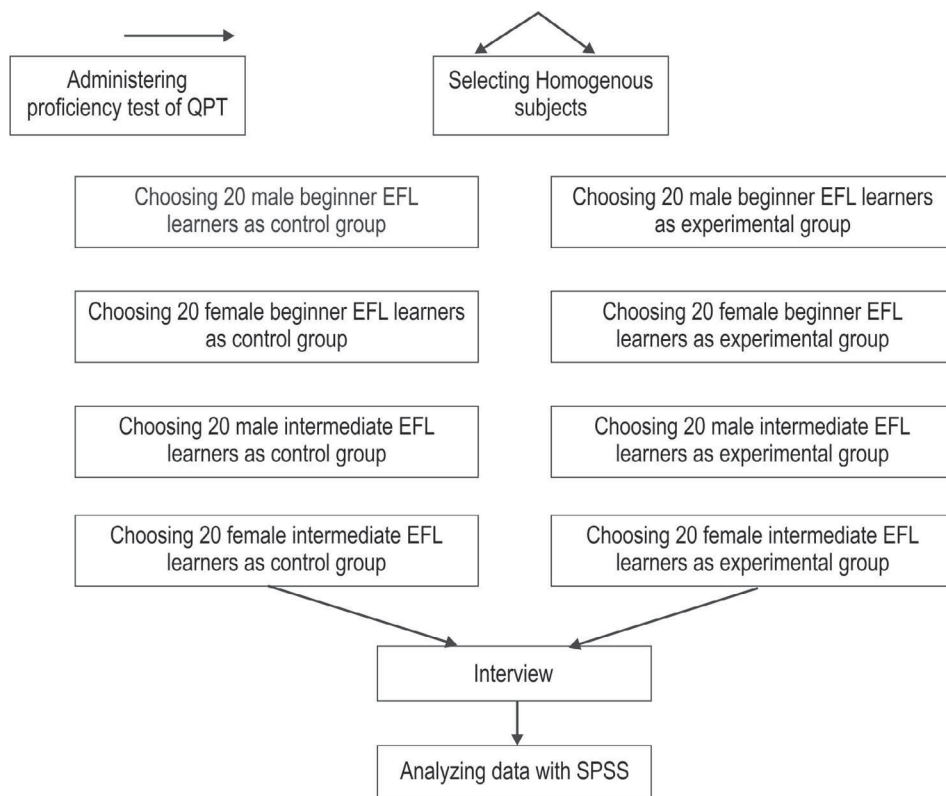 Administering
proficiency test of QPT
Selecting Homogenous
subjects
Choosing 20 male beginner EFL
learners as control group
Choosing 20 male beginner EFL learners
as experimental group
Choosing 20 female beginner EFL learners
as control group
Choosing 20 female beginner EFL
learners as experimental group
Choosing 20 male intermediate EFL
learners as control group
Choosing 20 male intermediate EFL
learners as experimental group
Choosing 20 female intermediate EFL
learners as control group
Choosing 20 female intermediate EFL
learners as experimental group
Interview
Analyzing data with SPSS